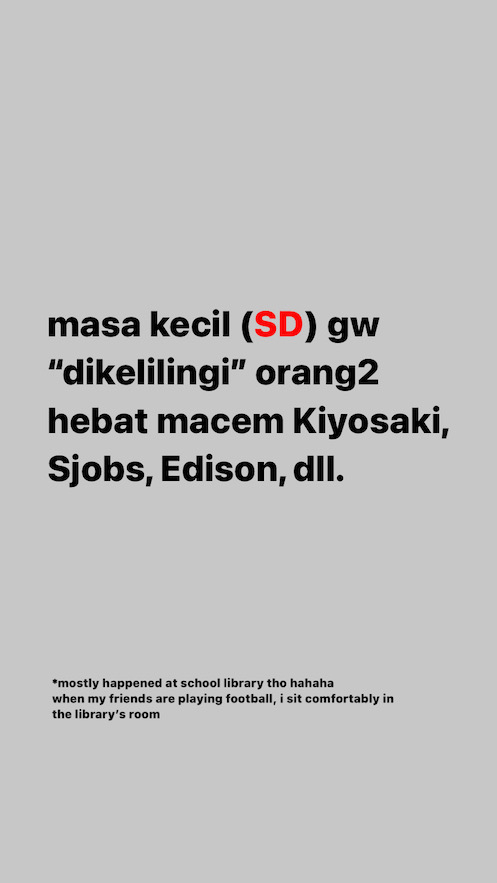 masa kecil (SD) gw
“dikelilingi” orang2
hebat macem Kiyosaki,
Sjobs, Edison, dll.
*mostly happened at school library tho hahaha
when my friends are playing football, i sit comfortably in
the library’s room